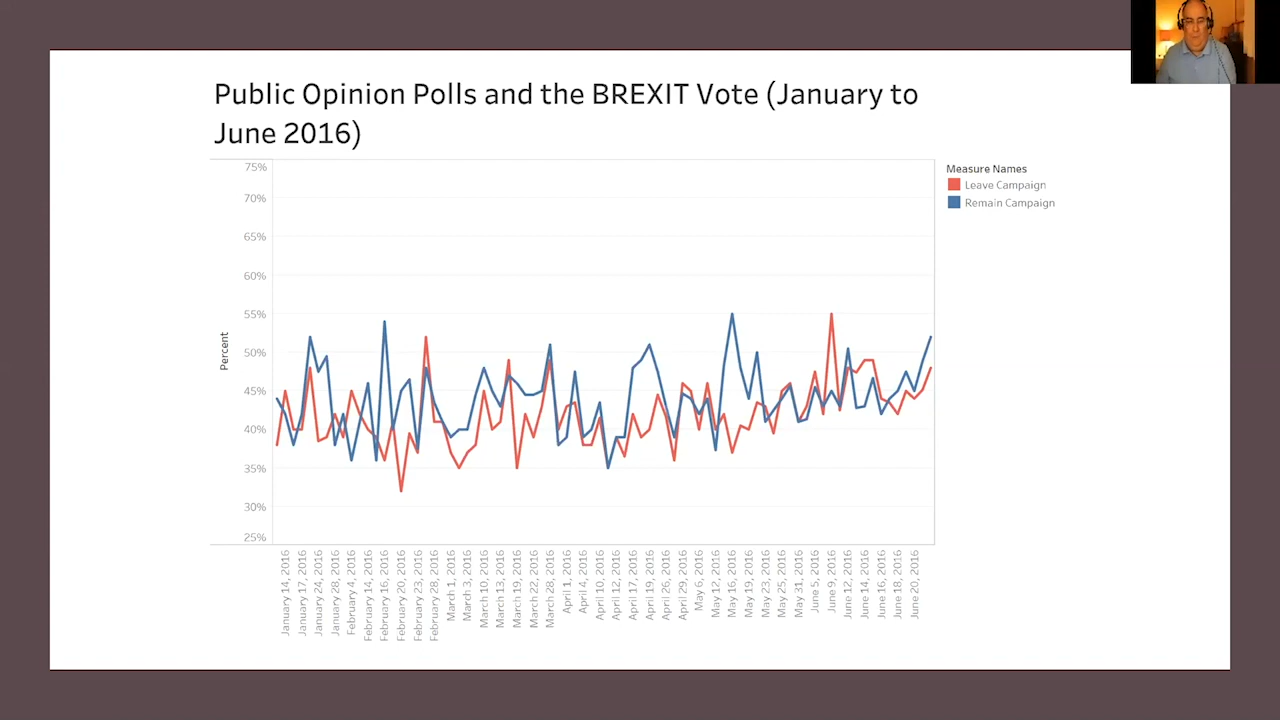 Public Opinion Polls and the BREXIT Vote (January to
June 2016)
75%
70%
65%
60%
55%
50%
45%
40%
35%
30%
25%
Percent
Measure Names
Leave Campaign
Remain Campaign
January 14, 2016
January 17, 2016
January 24, 2016
January 28, 2016
February 4, 2016
February 14, 2016
February 16, 2016
February 20, 2016
February 23, 2016
February 28, 2016
March 1, 2016
March 3, 2016
March 10, 2016
March 13, 2016
March 19, 2016
March 22, 2016
March 28, 2016
April 1, 2016
April 4, 2016
April 10, 2016
April 12, 2016
April 17, 2016
April 19, 2016
April 26, 2016
April 29, 2016
May 6, 2016
May 12, 2016
May 16, 2016
May 19, 2016
May 23, 2016
May 25, 2016
May 31, 2016
June 5, 2016
June 9, 2016
June 12, 2016
June 14, 2016
June 16, 2016
June 18, 2016
June 20, 2016